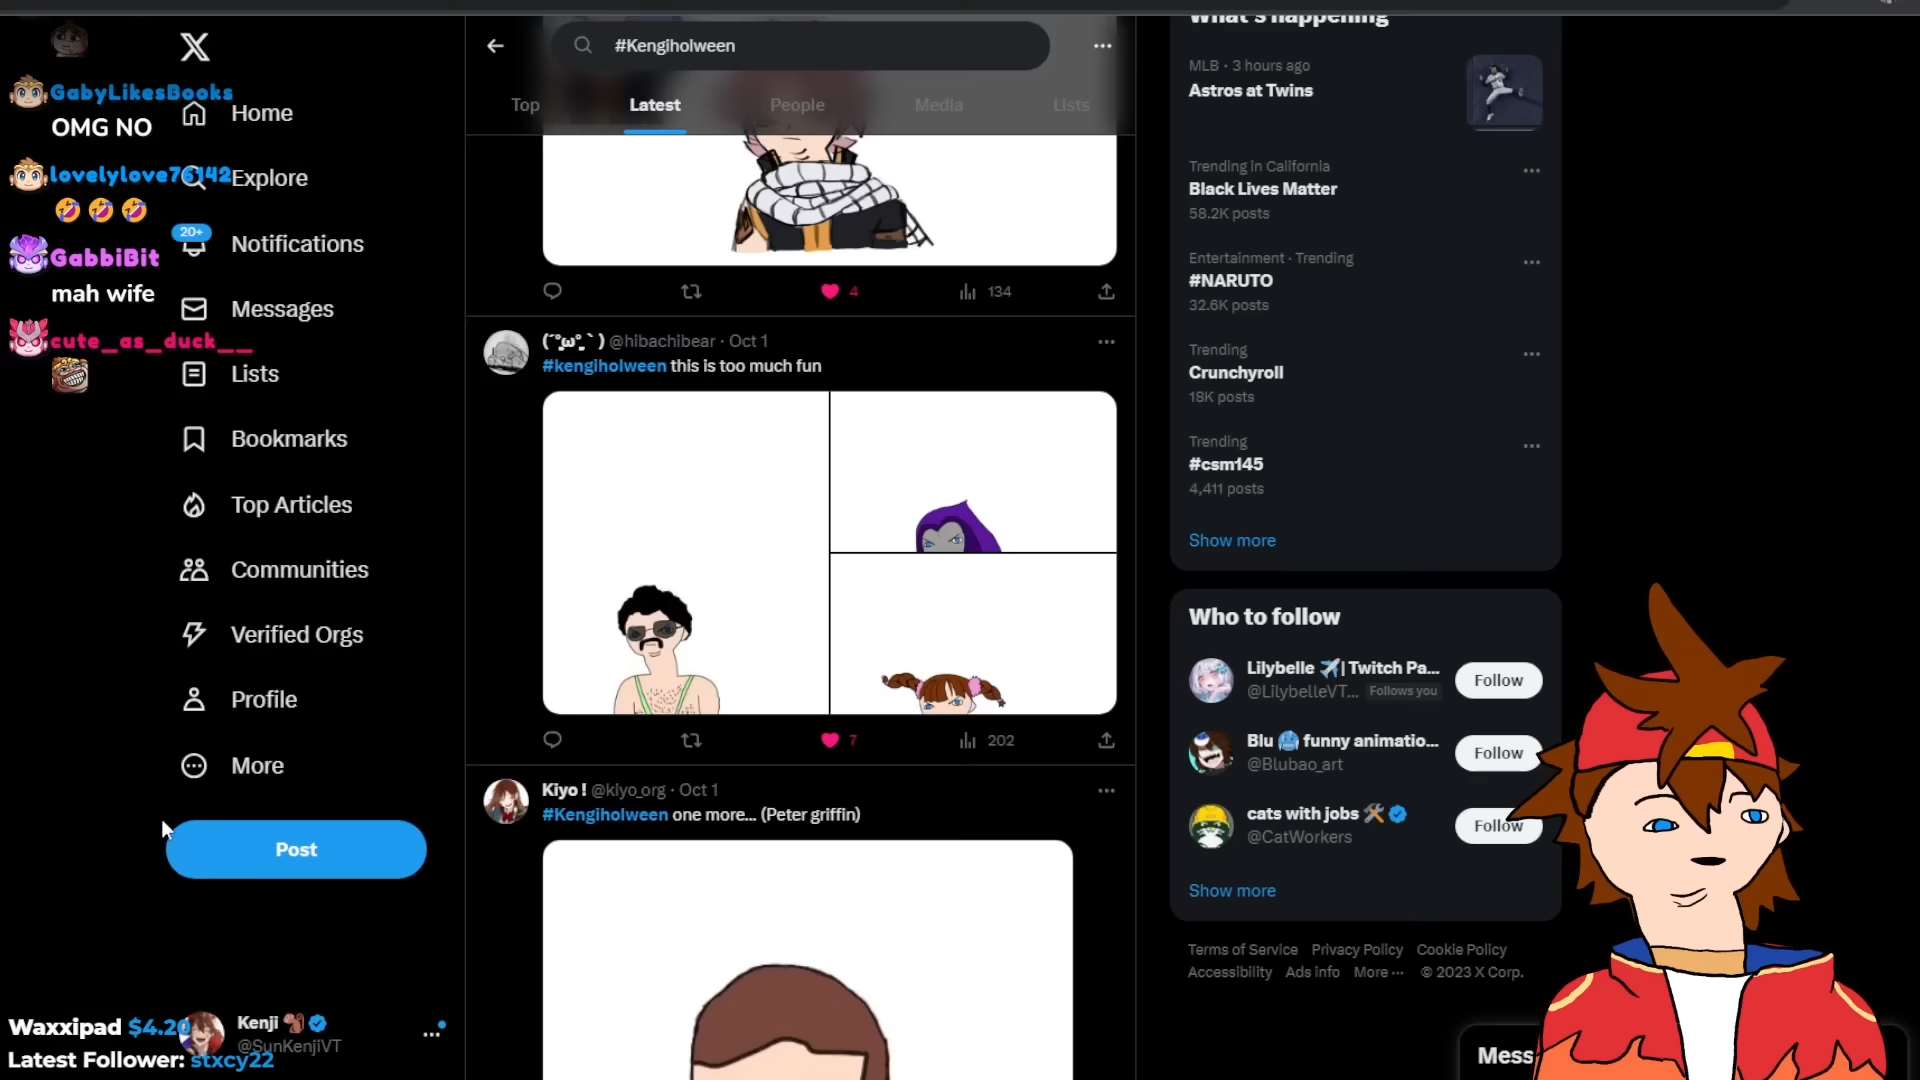 GabyLikesBooks
OMG NO
lovelylove76142
GabbiBit
mah wife
cute_as_duck__
Home
Explore
20+
Notifications
Messages
Lists
Bookmarks
Top Articles
Communities
Verified Orgs
Profile
More
Post
Waxxipad $4.20
Latest Follower: stxcy22
Kenji
@SunKenjiVT
#Kengiholween
Top
Latest
People
Media
Lists
4
134
@hibachibear · Oct 1
#kengiholween this is too much fun
7
202
Kiyo ! @kiyo_org · Oct 1
#Kengiholween one more... (Peter griffin)
What's happening
MLB · 3 hours ago
Astros at Twins
Trending in California
Black Lives Matter
58.2K posts
Entertainment · Trending
#NARUTO
32.6K posts
Trending
Crunchyroll
18K posts
Trending
#csm145
4,411 posts
Show more
Who to follow
Lilybelle ✈️| Twitch Pa...
@LilybelleVT... Follows you
Follow
Blu 🥶 funny animatio...
@Blubao_art
Follow
cats with jobs 🛠️
@CatWorkers
Follow
Show more
Terms of Service Privacy Policy Cookie Policy
Accessibility Ads info More ··· © 2023 X Corp.
Mess